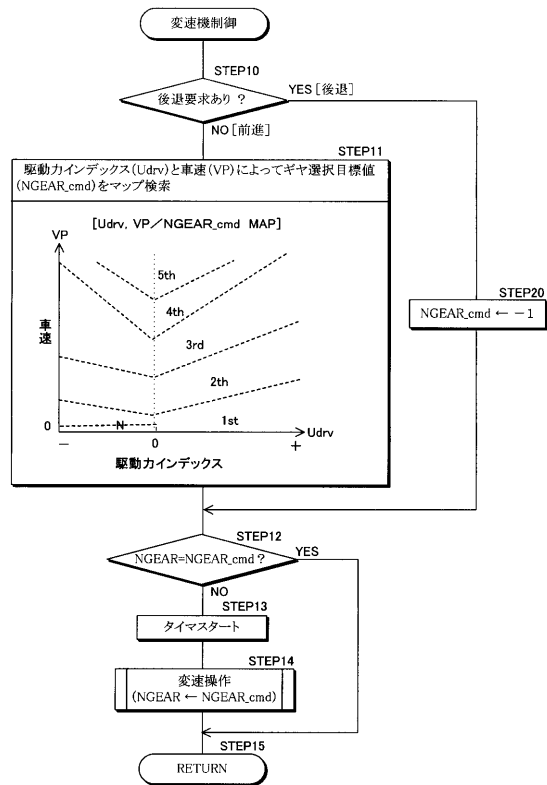 変速機制御
STEP10
後退要求あり ?
YES [後退]
NO [前進]
STEP11
駆動力インデックス(Udrv)と車速(VP)によってギヤ選択目標値
(NGEAR_cmd)をマップ検索
[Udrv, VP／NGEAR_cmd MAP]
VP
5th
4th
車速
3rd
2th
1st
N
0
Udrv
− 0 +
駆動力インデックス
STEP20
NGEAR_cmd ← −1
STEP12
NGEAR=NGEAR_cmd ?
YES
NO
STEP13
タイマスタート
STEP14
変速操作
(NGEAR ← NGEAR_cmd)
STEP15
RETURN